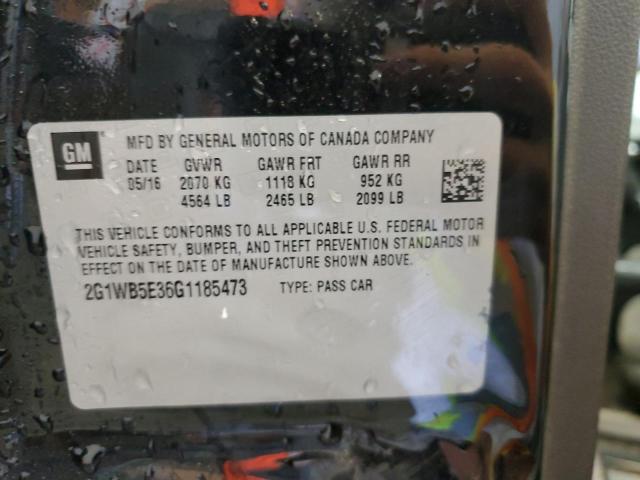 GM
MFD BY GENERAL MOTORS OF CANADA COMPANY
DATE GVWR GAWR FRT GAWR RR
05/16 2070 KG 1118 KG 952 KG
4564 LB 2465 LB 2099 LB
THIS VEHICLE CONFORMS TO ALL APPLICABLE U.S. FEDERAL MOTOR
VEHICLE SAFETY, BUMPER, AND THEFT PREVENTION STANDARDS IN
EFFECT ON THE DATE OF MANUFACTURE SHOWN ABOVE.
2G1WB5E36G1185473 TYPE: PASS CAR